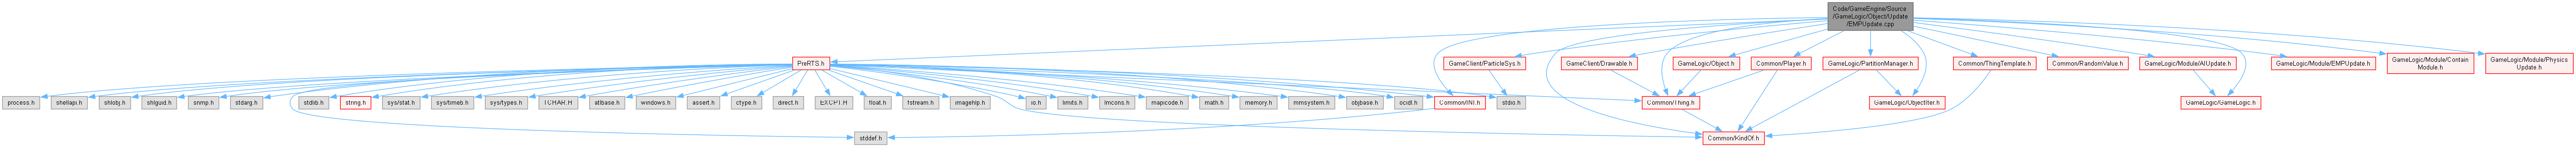 Code/GameEngine/Source
/GameLogic/Object/Update
/EMPUpdate.cpp
PreRTS.h
GameClient/ParticleSys.h
GameClient/Drawable.h
GameLogic/Object.h
Common/Player.h
GameLogic/PartitionManager.h
Common/ThingTemplate.h
Common/RandomValue.h
GameLogic/Module/AIUpdate.h
GameLogic/Module/EMPUpdate.h
GameLogic/Module/Contain
Module.h
GameLogic/Module/Physics
Update.h
process.h
shellapi.h
shlobj.h
shlguid.h
snmp.h
stdarg.h
stdlib.h
string.h
sys/stat.h
sys/timeb.h
sys/types.h
TCHAR.h
atlbase.h
windows.h
assert.h
ctype.h
direct.h
EXCPT.H
float.h
fstream.h
imagehlp.h
io.h
limits.h
lmcons.h
mapicode.h
math.h
memory.h
mmsystem.h
objbase.h
ocidl.h
Common/INI.h
stdio.h
Common/Thing.h
GameLogic/ObjectIter.h
GameLogic/GameLogic.h
stddef.h
Common/KindOf.h